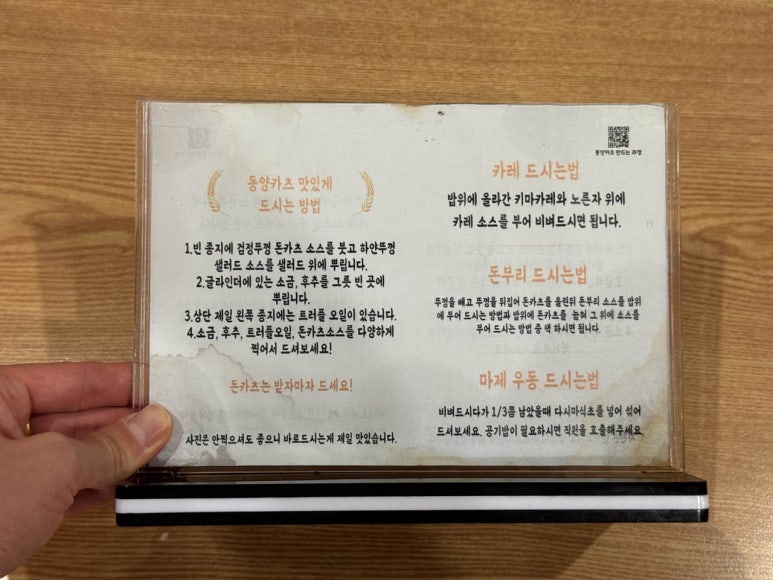 동양카츠 맛있게
드시는 방법
1.빈 종지에 검정뚜껑 돈카츠 소스를 붓고 하얀뚜껑
샐러드 소스를 샐러드 위에 뿌립니다.
2.글라인더에 있는 소금, 후추를 그릇 빈 곳에
뿌립니다.
3.상단 제일 왼쪽 종지에는 트러플 오일이 있습니다.
4.소금, 후추, 트러플오일, 돈카츠소스를 다양하게
찍어서 드셔보세요!
돈카츠는 받자마자 드세요!
사진은 안찍으셔도 좋으니 바로드시는게 제일 맛있습니다.
동양카츠 만드는 과정
카레 드시는법
밥위에 올라간 키마카레와 노른자 위에
카레 소스를 부어 비벼드시면 됩니다.
돈부리 드시는법
뚜껑을 빼고 뚜껑을 뒤집어 돈카츠를 올린뒤 돈부리 소스를 밥위
에 부어 드시는 방법과 밥위에 돈카츠를 눕혀 그 위에 소스를
부어 드시는 방법 중 택 하시면 됩니다.
마제 우동 드시는법
비벼드시다가 1/3쯤 남았을때 다시마식초를 넣어 섞어
드셔보세요. 공기밥이 필요하시면 직원을 호출해주세요